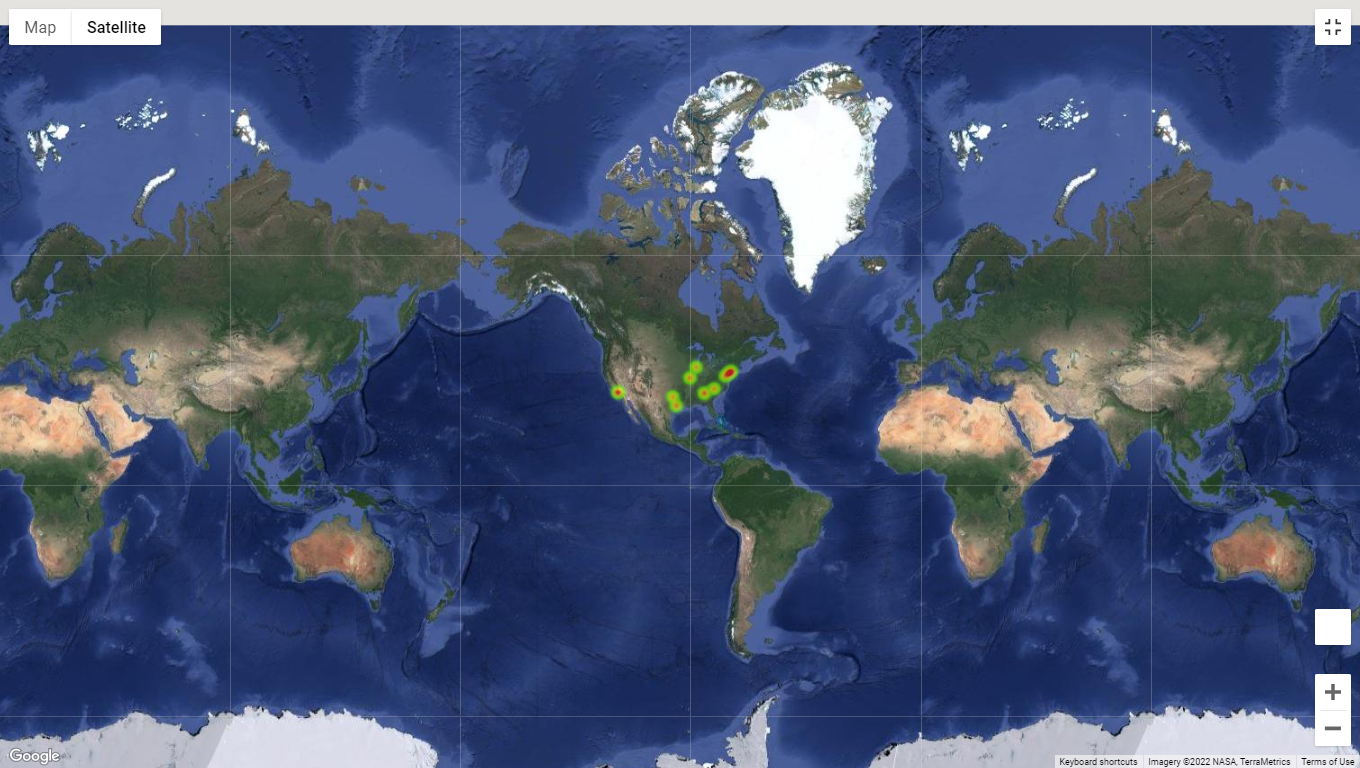 Map Satellite
Google
Keyboard shortcuts Imagery ©2022 NASA, TerraMetrics Terms of Use